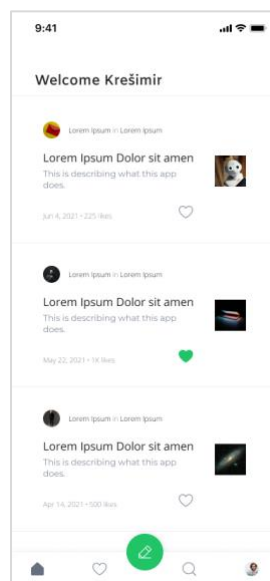 9:41
Welcome Krešimir
Lorem Ipsum in Lorem Ipsum
Lorem Ipsum Dolor sit amen
This is describing what this app
does.
Jun 4, 2021 • 225 likes
Lorem Ipsum in Lorem Ipsum
Lorem Ipsum Dolor sit amen
This is describing what this app
does.
May 22, 2021 • 1K likes
Lorem Ipsum in Lorem Ipsum
Lorem Ipsum Dolor sit amen
This is describing what this app
does.
Apr 14, 2021 • 500 likes